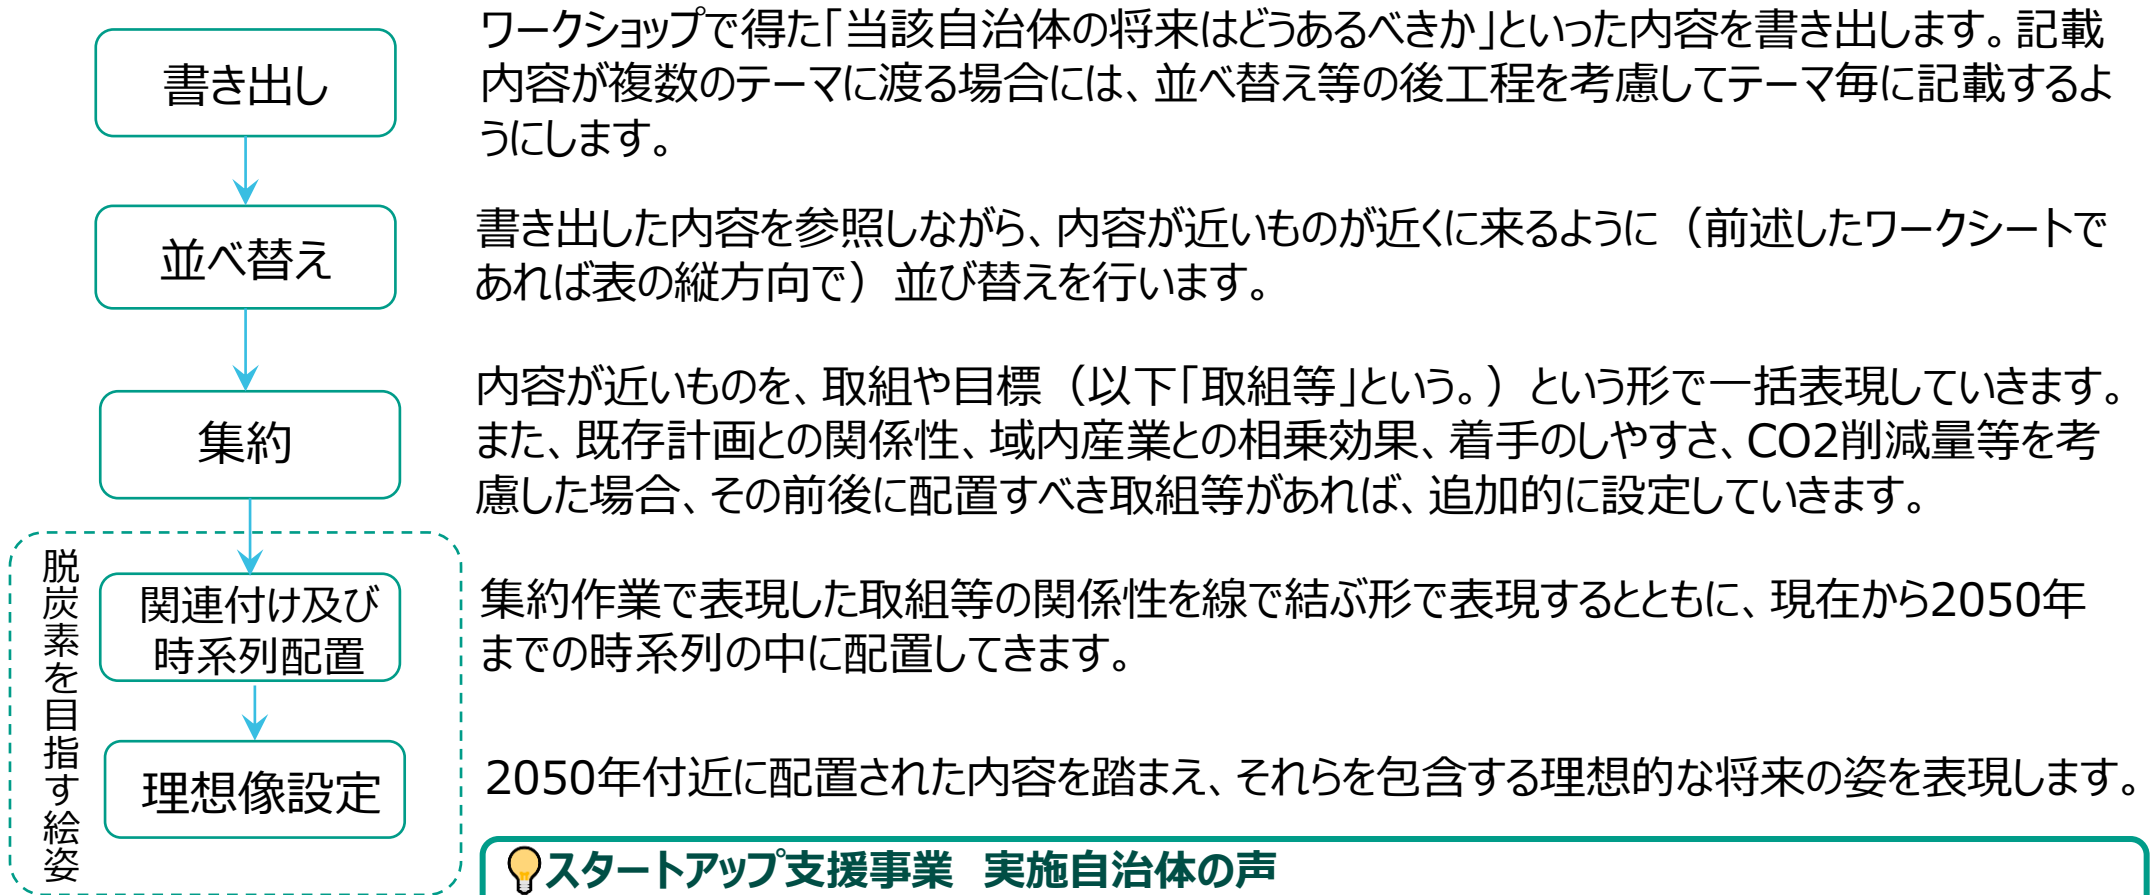 書き出し
ワークショップで得た「当該自治体の将来はどうあるべきか」といった内容を書き出します。記載
内容が複数のテーマに渡る場合には、並べ替え等の後工程を考慮してテーマ毎に記載するよ
うにします。
並べ替え
書き出した内容を参照しながら、内容が近いものが近くに来るように（前述したワークシートで
あれば表の縦方向で）並び替えを行います。
集約
内容が近いものを、取組や目標（以下「取組等」という。）という形で一括表現していきます。
また、既存計画との関係性、域内産業との相乗効果、着手のしやすさ、CO2削減量等を考
慮した場合、その前後に配置すべき取組等があれば、追加的に設定していきます。
脱炭素を目指す絵姿
関連付け及び
時系列配置
集約作業で表現した取組等の関係性を線で結ぶ形で表現するとともに、現在から2050年
までの時系列の中に配置してきます。
理想像設定
2050年付近に配置された内容を踏まえ、それらを包含する理想的な将来の姿を表現します。
スタートアップ支援事業　実施自治体の声